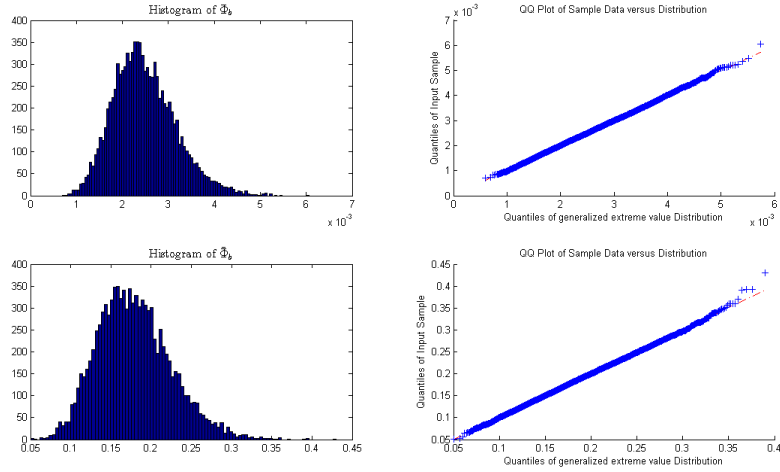 Histogram of Φ̄_b
400
350
300
250
200
150
100
50
0
0 1 2 3 4 5 6 7
x 10^-3
QQ Plot of Sample Data versus Distribution
x 10^-3
7
6
5
4
3
2
1
0
Quantiles of Input Sample
0 1 2 3 4 5 6
Quantiles of generalized extreme value Distribution
x 10^-3
Histogram of Φ̄_b
400
350
300
250
200
150
100
50
0
0.05 0.1 0.15 0.2 0.25 0.3 0.35 0.4 0.45
QQ Plot of Sample Data versus Distribution
0.45
0.4
0.35
0.3
0.25
0.2
0.15
0.1
0.05
Quantiles of Input Sample
0.05 0.1 0.15 0.2 0.25 0.3 0.35 0.4
Quantiles of generalized extreme value Distribution